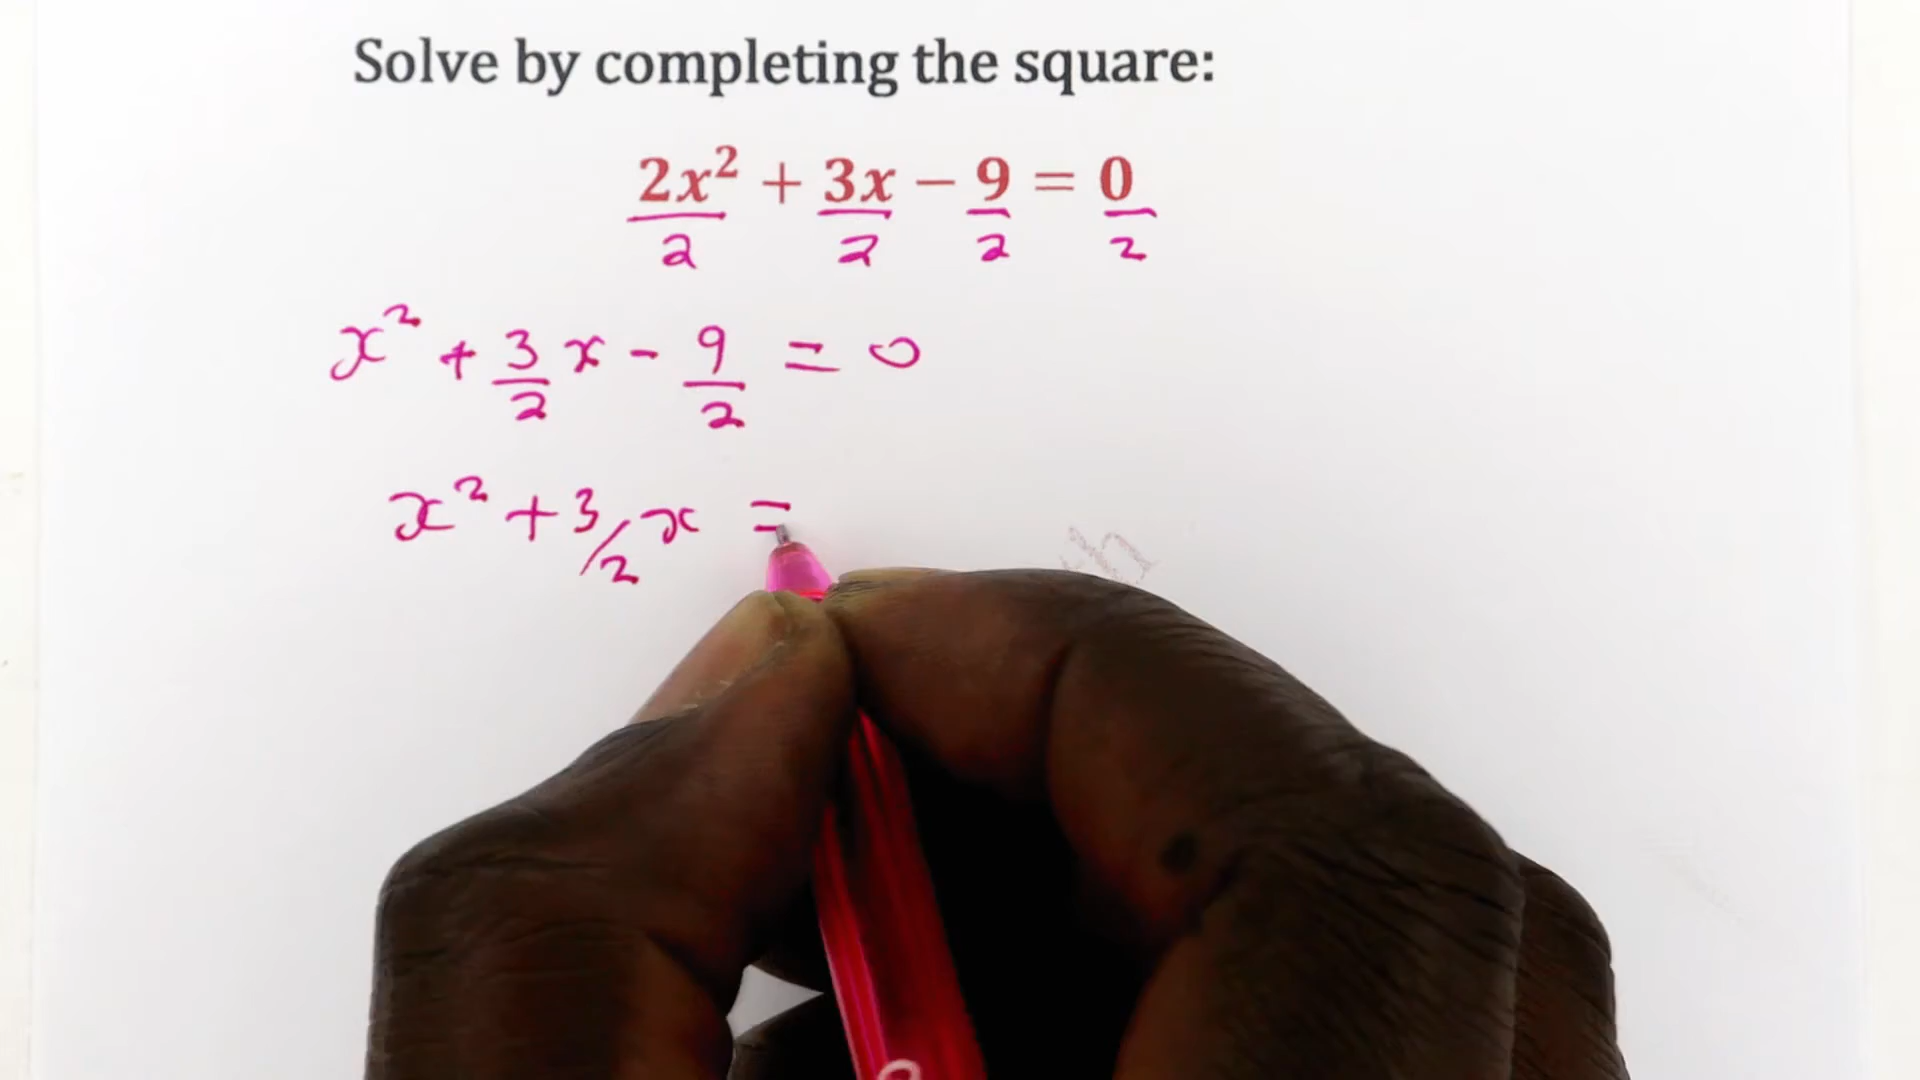 Solve by completing the square:
2x² + 3x − 9 = 0
2 2 2 2
x² + 3/2 x - 9/2 = 0
x² + 3/2 x =